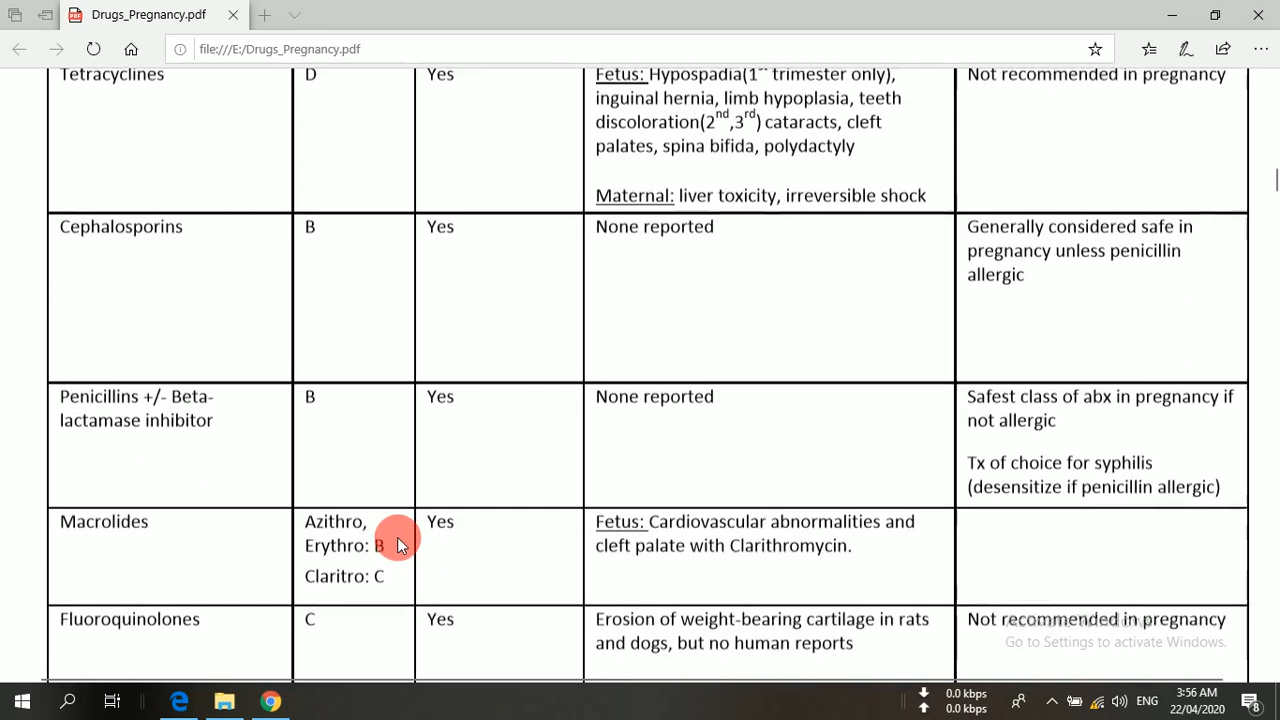 Drugs_Pregnancy.pdf
file:///E:/Drugs_Pregnancy.pdf
Tetracyclines
D
Yes
Fetus: Hypospadia(1st trimester only),
inguinal hernia, limb hypoplasia, teeth
discoloration(2nd,3rd) cataracts, cleft
palates, spina bifida, polydactyly
Maternal: liver toxicity, irreversible shock
Not recommended in pregnancy
Cephalosporins
B
Yes
None reported
Generally considered safe in
pregnancy unless penicillin
allergic
Penicillins +/- Beta-
lactamase inhibitor
B
Yes
None reported
Safest class of abx in pregnancy if
not allergic
Tx of choice for syphilis
(desensitize if penicillin allergic)
Macrolides
Azithro,
Erythro: B
Claritro: C
Yes
Fetus: Cardiovascular abnormalities and
cleft palate with Clarithromycin.
Fluoroquinolones
C
Yes
Erosion of weight-bearing cartilage in rats
and dogs, but no human reports
Not recommended in pregnancy
Activate Windows
Go to Settings to activate Windows.
0.0 kbps
0.0 kbps
ENG
3:56 AM
22/04/2020
8